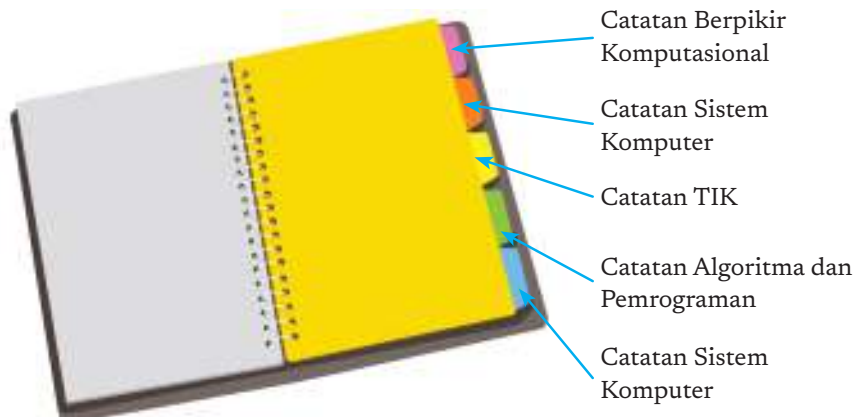 Catatan Berpikir
Komputasional
Catatan Sistem
Komputer
Catatan TIK
Catatan Algoritma dan
Pemrograman
Catatan Sistem
Komputer